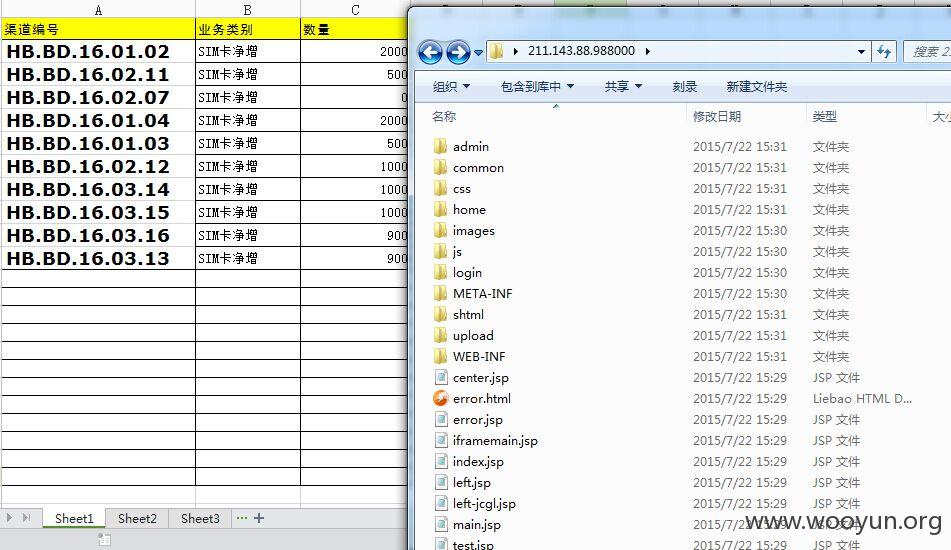 A B C
渠道编号 业务类别 数量
HB.BD.16.01.02 SIM卡净增 2000
HB.BD.16.02.11 SIM卡净增 500
HB.BD.16.02.07 SIM卡净增 0
HB.BD.16.01.04 SIM卡净增 2000
HB.BD.16.01.03 SIM卡净增 500
HB.BD.16.02.12 SIM卡净增 1000
HB.BD.16.03.14 SIM卡净增 1000
HB.BD.16.03.15 SIM卡净增 1000
HB.BD.16.03.16 SIM卡净增 900
HB.BD.16.03.13 SIM卡净增 900
Sheet1 Sheet2 Sheet3 ··· +
211.143.88.988000
搜索 2
组织 包含到库中 共享 刻录 新建文件夹
名称 修改日期 类型 大
admin 2015/7/22 15:31 文件夹
common 2015/7/22 15:31 文件夹
css 2015/7/22 15:31 文件夹
home 2015/7/22 15:31 文件夹
images 2015/7/22 15:30 文件夹
js 2015/7/22 15:30 文件夹
login 2015/7/22 15:30 文件夹
META-INF 2015/7/22 15:30 文件夹
shtml 2015/7/22 15:31 文件夹
upload 2015/7/22 15:31 文件夹
WEB-INF 2015/7/22 15:31 文件夹
center.jsp 2015/7/22 15:29 JSP 文件
error.html 2015/7/22 15:29 Liebao HTML D...
error.jsp 2015/7/22 15:29 JSP 文件
iframemain.jsp 2015/7/22 15:29 JSP 文件
index.jsp 2015/7/22 15:29 JSP 文件
left.jsp 2015/7/22 15:29 JSP 文件
left-jcgl.jsp 2015/7/22 15:29 JSP 文件
main.jsp 2015/7/22 15:29 JSP 文件
test.jsp 2015/7/22 15:29 JSP 文件
www.wooyun.org